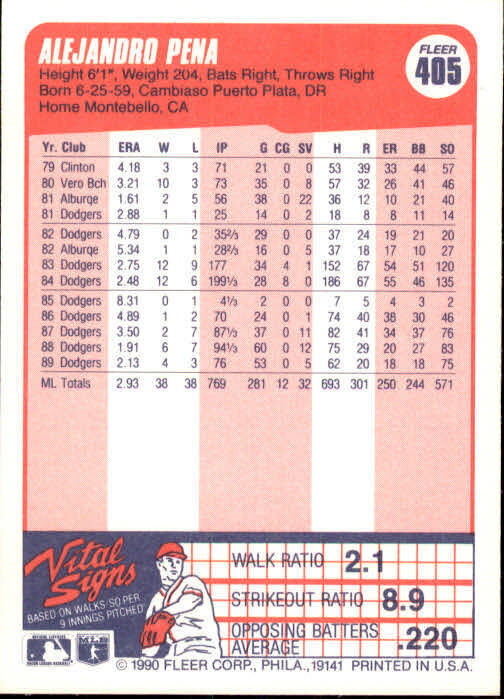 ALEJANDRO PENA
FLEER
405
Height 6'1", Weight 204, Bats Right, Throws Right
Born 6-25-59, Cambiaso Puerto Plata, DR
Home Montebello, CA
Yr. Club ERA W L IP G CG SV H R ER BB SO
79 Clinton 4.18 3 3 71 21 0 0 53 39 33 44 57
80 Vero Bch 3.21 10 3 73 35 0 8 57 32 26 41 46
81 Alburqe 1.61 2 5 56 38 0 22 36 12 10 21 40
81 Dodgers 2.88 1 1 25 14 0 2 18 8 8 11 14
82 Dodgers 4.79 0 2 35 2/3 29 0 0 37 24 19 21 20
82 Alburqe 5.34 1 1 28 2/3 16 0 5 37 18 17 10 27
83 Dodgers 2.75 12 9 177 34 4 1 152 67 54 51 120
84 Dodgers 2.48 12 6 199 1/3 28 8 0 186 67 55 46 135
85 Dodgers 8.31 0 1 4 1/3 2 0 0 7 5 4 3 2
86 Dodgers 4.89 1 2 70 24 0 1 74 40 38 30 46
87 Dodgers 3.50 2 7 87 1/3 37 0 11 82 41 34 37 76
88 Dodgers 1.91 6 7 94 1/3 60 0 12 75 29 20 27 83
89 Dodgers 2.13 4 3 76 53 0 5 62 20 18 18 75
ML Totals 2.93 38 38 769 281 12 32 693 301 250 244 571
Vital
Signs
BASED ON WALKS-SO PER
9 INNINGS PITCHED
WALK RATIO 2.1
STRIKEOUT RATIO 8.9
OPPOSING BATTERS
AVERAGE .220
© 1990 FLEER CORP., PHILA., 19141 PRINTED IN U.S.A.